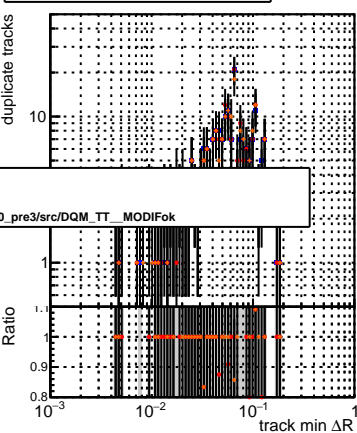 duplicate tracks
10
0_pre3/src/DQM_TT__MODIFok
1
Ratio
1.1
1
0.9
0.8
10⁻³ 10⁻² 10⁻¹ 1
track min ΔR